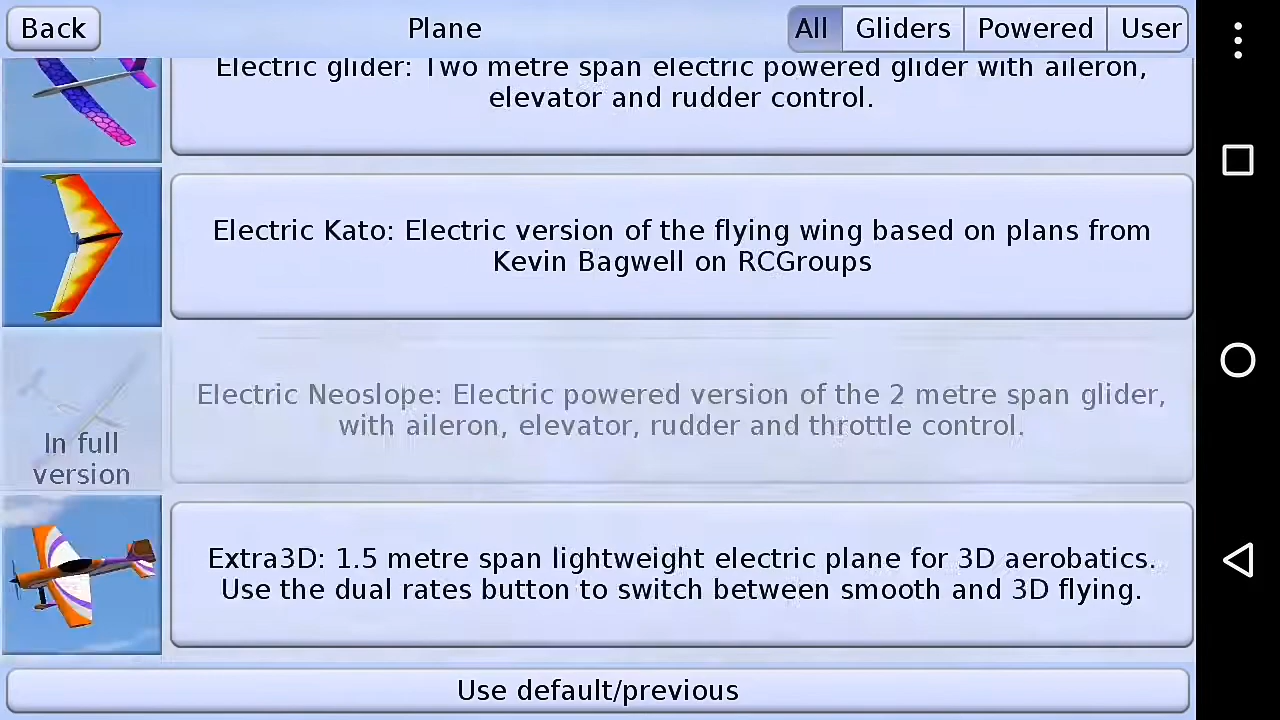 Back
Plane
All
Gliders
Powered
User
Electric glider: Two metre span electric powered glider with aileron,
elevator and rudder control.
Electric Kato: Electric version of the flying wing based on plans from
Kevin Bagwell on RCGroups
In full
version
Electric Neoslope: Electric powered version of the 2 metre span glider,
with aileron, elevator, rudder and throttle control.
Extra3D: 1.5 metre span lightweight electric plane for 3D aerobatics.
Use the dual rates button to switch between smooth and 3D flying.
Use default/previous